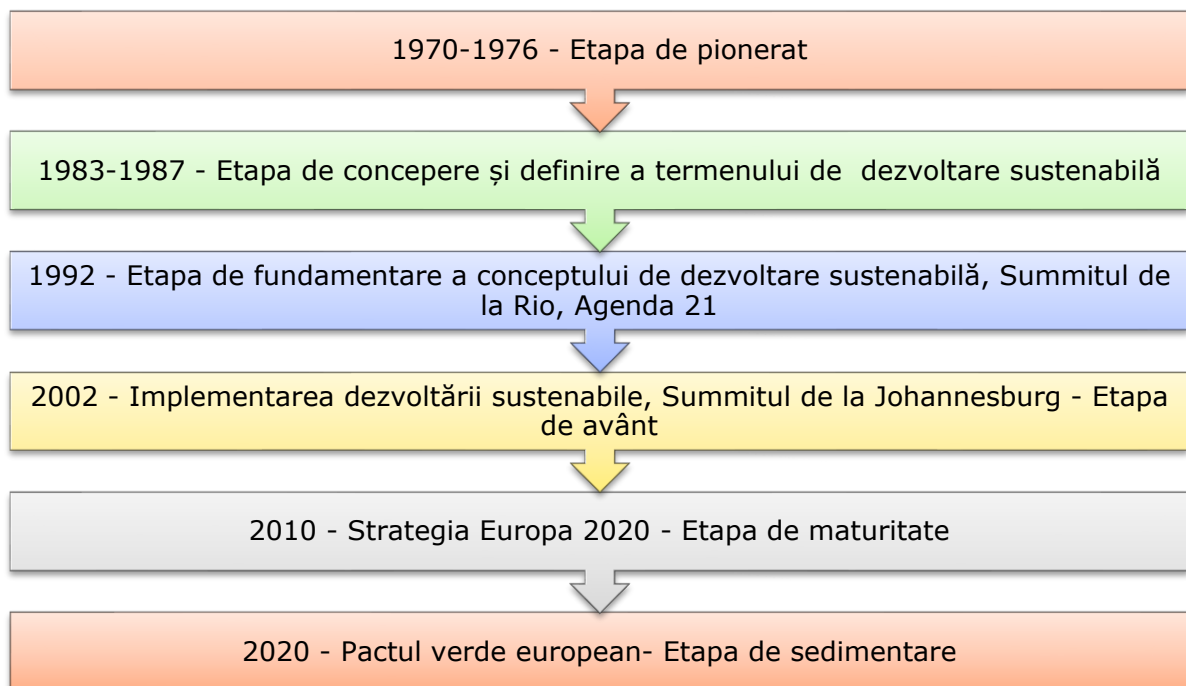 1970-1976 - Etapa de pionerat
1983-1987 - Etapa de concepere și definire a termenului de  dezvoltare sustenabilă
1992 - Etapa de fundamentare a conceptului de dezvoltare sustenabilă, Summitul de
la Rio, Agenda 21
2002 - Implementarea dezvoltării sustenabile, Summitul de la Johannesburg - Etapa
de avânt
2010 - Strategia Europa 2020 - Etapa de maturitate
2020 - Pactul verde european- Etapa de sedimentare